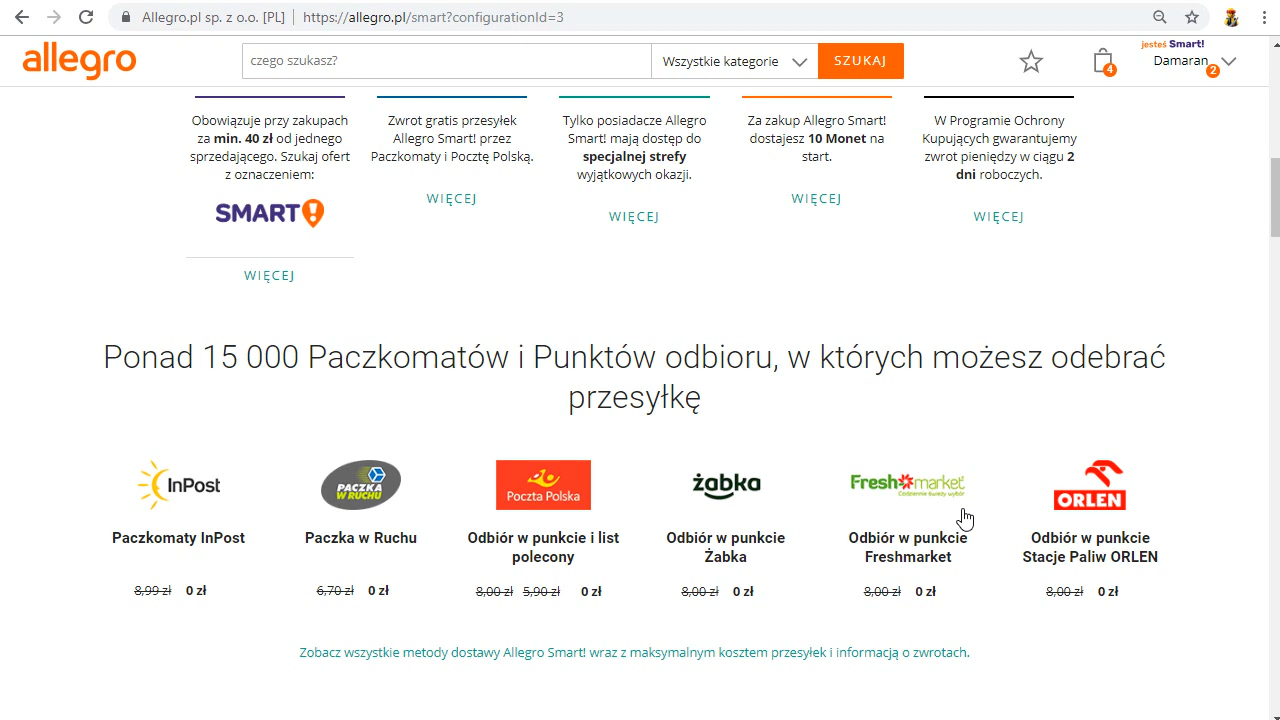 Allegro.pl sp. z o.o. [PL] https://allegro.pl/smart?configurationId=3
allegro
czego szukasz?
Wszystkie kategorie
SZUKAJ
4
jesteś Smart!
Damaran
2
Obowiązuje przy zakupach
za min. 40 zł od jednego
sprzedającego. Szukaj ofert
z oznaczeniem:
SMART!
WIĘCEJ
Zwrot gratis przesyłek
Allegro Smart! przez
Paczkomaty i Pocztę Polską.
WIĘCEJ
Tylko posiadacze Allegro
Smart! mają dostęp do
specjalnej strefy
wyjątkowych okazji.
WIĘCEJ
Za zakup Allegro Smart!
dostajesz 10 Monet na
start.
WIĘCEJ
W Programie Ochrony
Kupujących gwarantujemy
zwrot pieniędzy w ciągu 2
dni roboczych.
WIĘCEJ
Ponad 15 000 Paczkomatów i Punktów odbioru, w których możesz odebrać
przesyłkę
InPost
Paczkomaty InPost
8,99 zł 0 zł
PACZKA
W RUCHU
Paczka w Ruchu
6,70 zł 0 zł
Poczta Polska
Odbiór w punkcie i list
polecony
8,00 zł 5,90 zł 0 zł
żabka
Odbiór w punkcie
Żabka
8,00 zł 0 zł
Freshmarket
Codziennie świeży wybór
Odbiór w punkcie
Freshmarket
8,00 zł 0 zł
ORLEN
Odbiór w punkcie
Stacje Paliw ORLEN
8,00 zł 0 zł
Zobacz wszystkie metody dostawy Allegro Smart! wraz z maksymalnym kosztem przesyłek i informacją o zwrotach.